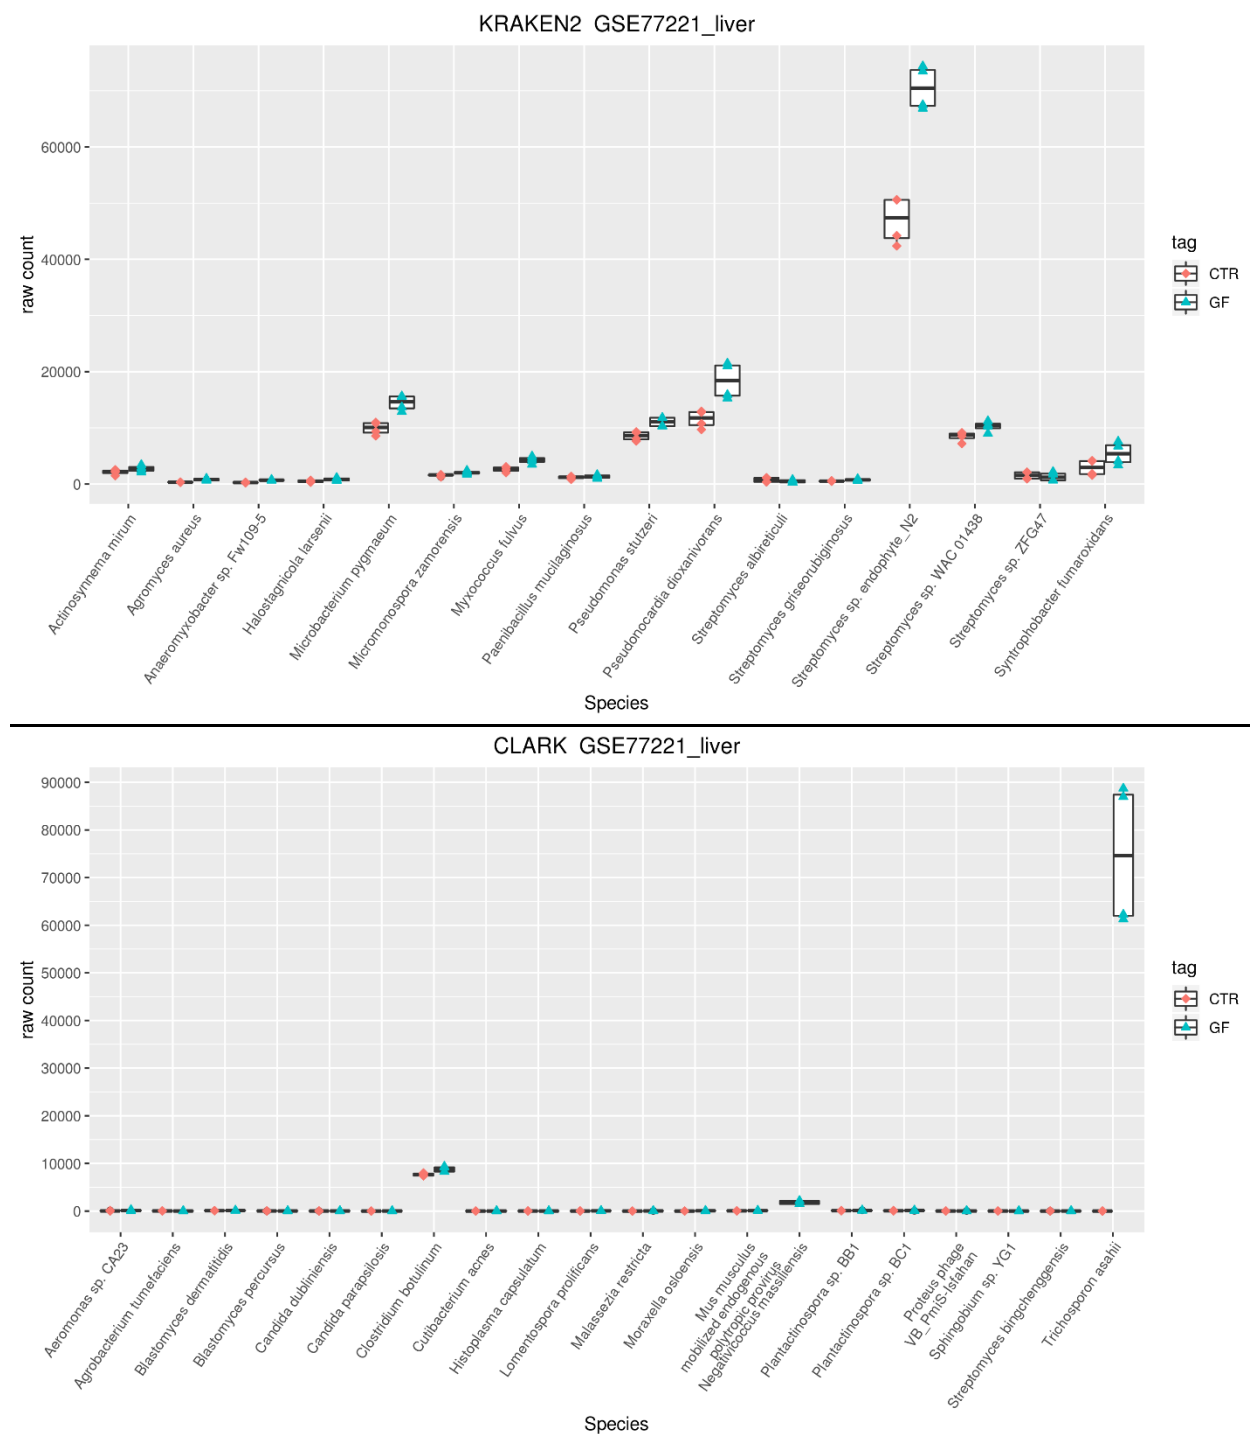 KRAKEN2 GSE77221_liver
60000
40000
20000
0
raw count
Actinosynnema mirum
Agromyces aureus
Anaeromyxobacter sp. Fw109-5
Halostagnicola larsenii
Microbacterium pygmaeum
Micromonospora zamorensis
Myxococcus fulvus
Paenibacillus mucilaginosus
Pseudomonas stutzeri
Pseudonocardia dioxanivorans
Streptomyces albireticuli
Streptomyces griseorubiginosus
Streptomyces sp. endophyte_N2
Streptomyces sp. WAC 01438
Streptomyces sp. ZFG47
Syntrophobacter fumaroxidans
Species
tag
CTR
GF
CLARK GSE77221_liver
90000
80000
70000
60000
50000
40000
30000
20000
10000
0
raw count
Aeromonas sp. CA23
Agrobacterium tumefaciens
Blastomyces dermatitidis
Blastomyces percursus
Candida dubliniensis
Candida parapsilosis
Clostridium botulinum
Cutibacterium acnes
Histoplasma capsulatum
Lomentospora prolificans
Malassezia restricta
Moraxella osloensis
Mus musculus
mobilized endogenous
polytropic provirus
Negativicoccus massiliensis
Plantactinospora sp. BB1
Plantactinospora sp. BC1
Proteus phage
VB_PmiS-Isfahan
Sphingobium sp. YG1
Streptomyces bingchenggensis
Trichosporon asahii
Species
tag
CTR
GF